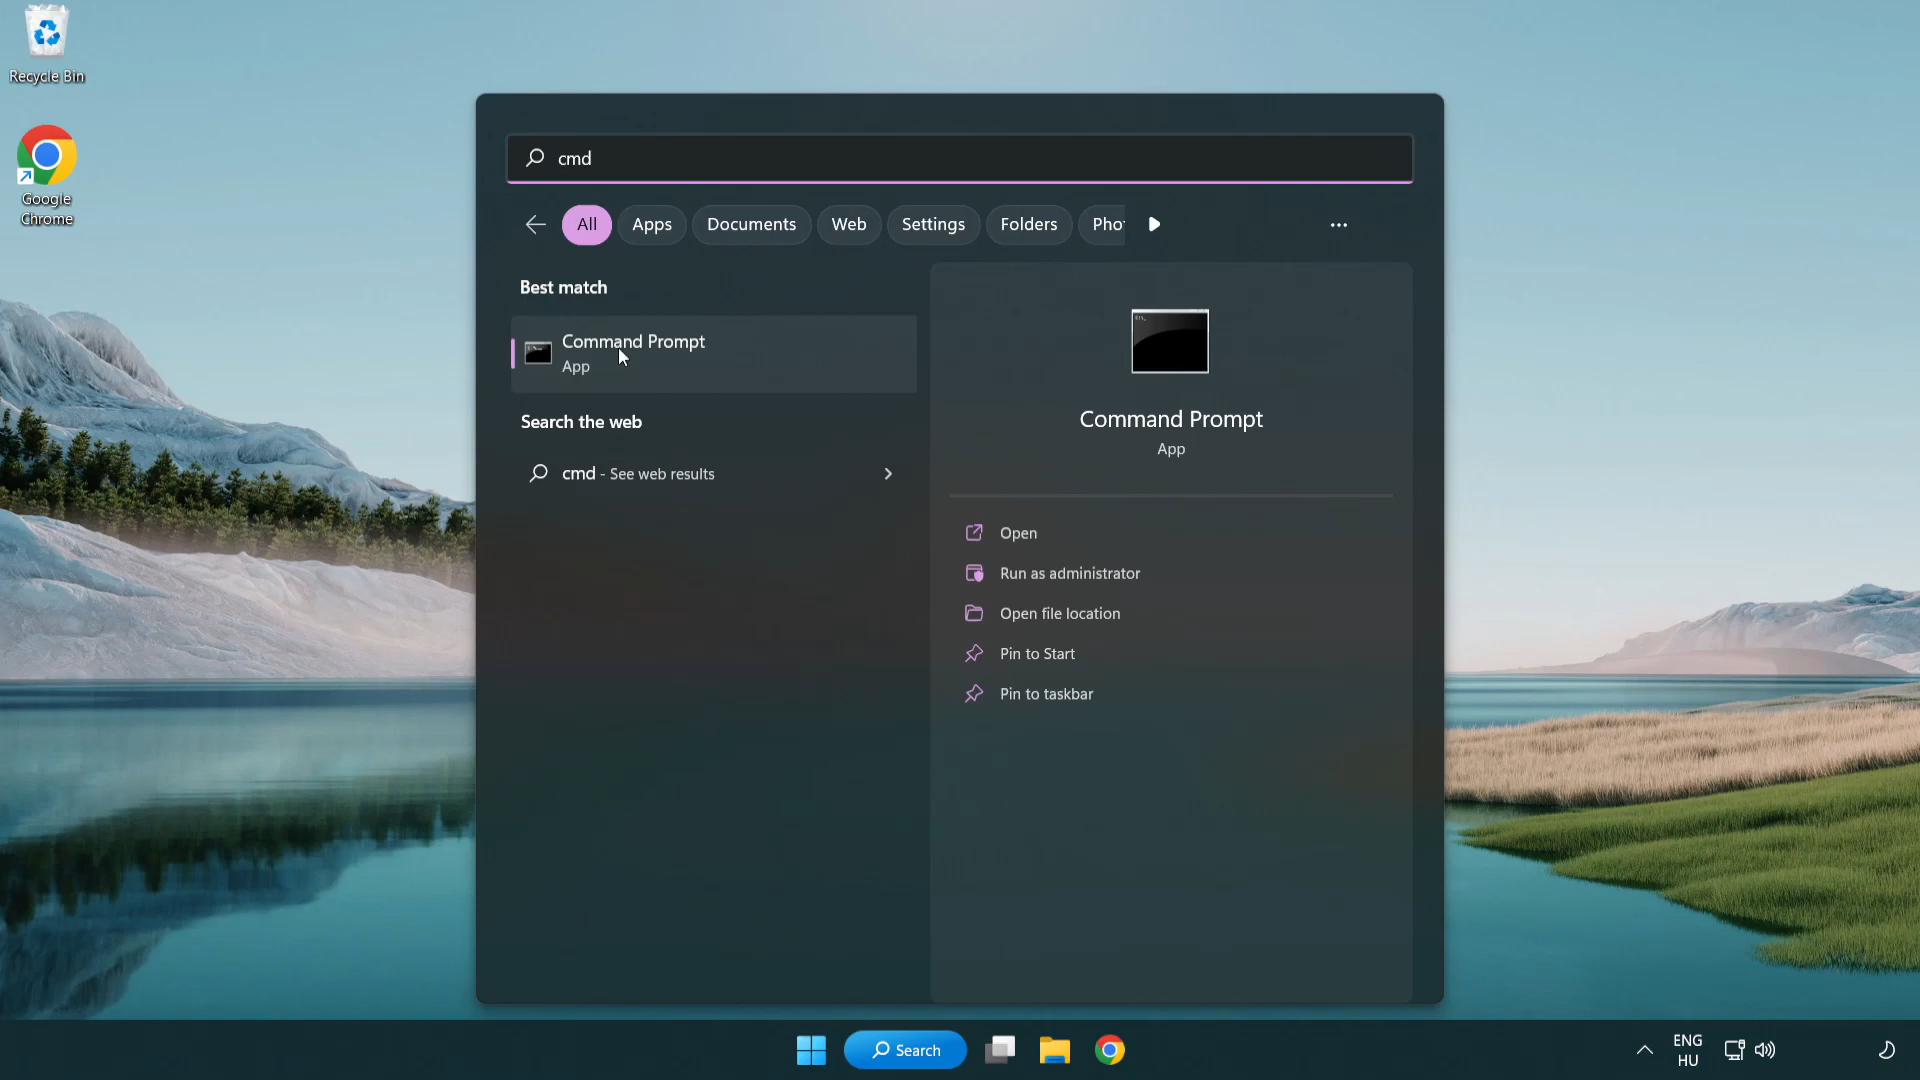 Recycle Bin
Google
Chrome
cmd
All
Apps
Documents
Web
Settings
Folders
Pho
Best match
Command Prompt
App
Search the web
cmd - See web results
Command Prompt
App
Open
Run as administrator
Open file location
Pin to Start
Pin to taskbar
Search
ENG
HU